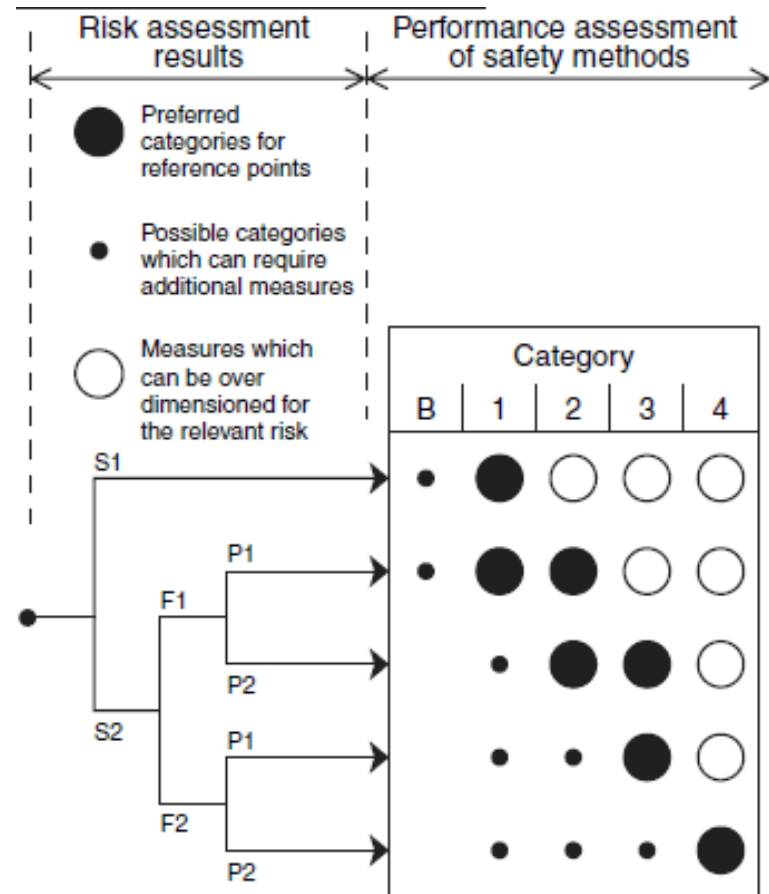 Risk assessment
results
Performance assessment
of safety methods
Preferred
categories for
reference points
Possible categories
which can require
additional measures
Measures which
can be over
dimensioned for
the relevant risk
Category
B 1 2 3 4
S1
P1
F1
P2
S2
P1
F2
P2